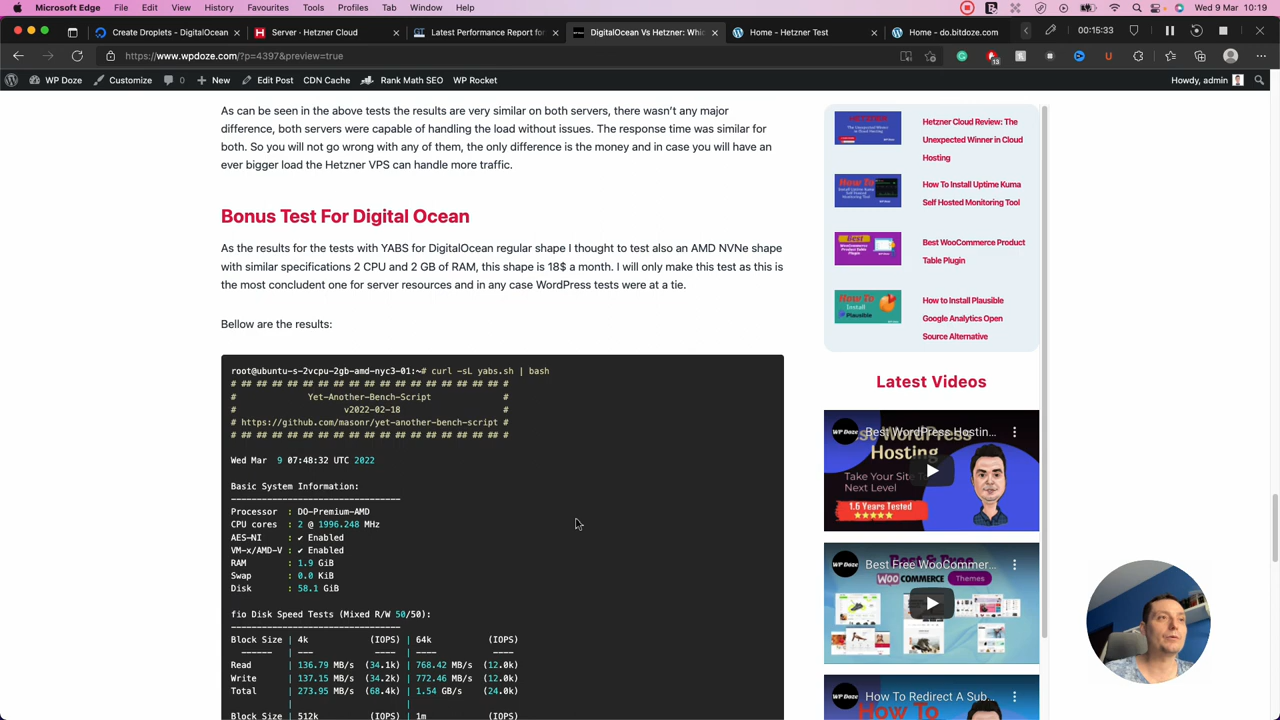 Edge File Edit View History Favourites Tools Profiles Tab Window Help
Wed 9 Mar 10:19
Create Droplets - DigitalOcean
Server · Hetzner Cloud
Latest Performance Report for
DigitalOcean Vs Hetzner: Whic
Home - Hetzner Test
Home - do.bitdoze.com
00:15:33
https://www.wpdoze.com/?p=4397&preview=true
13
WP Doze Customize 0 New Edit Post CDN Cache Rank Math SEO WP Rocket
Howdy, admin
As can be seen in the above tests the results are very similar on both servers, there wasn't any major
difference, both servers were capable of handling the load without issues. The response time was similar for
both. So you will not go wrong with any of them, the only difference is the money and in case you will have an
ever bigger load the Hetzner VPS can handle more traffic.
Bonus Test For Digital Ocean
As the results for the tests with YABS for DigitalOcean regular shape I thought to test also an AMD NVNe shape
with similar specifications 2 CPU and 2 GB of RAM, this shape is 18$ a month. I will only make this test as this is
the most concludent one for server resources and in any case WordPress tests were at a tie.
Bellow are the results:
root@ubuntu-s-2vcpu-2gb-amd-nyc3-01:~# curl -sL yabs.sh | bash
# ## ## ## ## ## ## ## ## ## ## ## ## ## ## ## ## ## #
# Yet-Another-Bench-Script #
# v2022-02-18 #
# https://github.com/masonr/yet-another-bench-script #
# ## ## ## ## ## ## ## ## ## ## ## ## ## ## ## ## ## #
Wed Mar 9 07:48:32 UTC 2022
Basic System Information:
---------------------------------
Processor : DO-Premium-AMD
CPU cores : 2 @ 1996.248 MHz
AES-NI : ✔ Enabled
VM-x/AMD-V : ✔ Enabled
RAM : 1.9 GiB
Swap : 0.0 KiB
Disk : 58.1 GiB
fio Disk Speed Tests (Mixed R/W 50/50):
---------------------------------
Block Size | 4k (IOPS) | 64k (IOPS)
------ | --- ---- | ---- ----
Read | 136.79 MB/s (34.1k) | 768.42 MB/s (12.0k)
Write | 137.15 MB/s (34.2k) | 772.46 MB/s (12.0k)
Total | 273.95 MB/s (68.4k) | 1.54 GB/s (24.0k)
| |
Block Size | 512k (IOPS) | 1m (IOPS)
Hetzner Cloud Review: The
Unexpected Winner in Cloud
Hosting
How To Install Uptime Kuma
Self Hosted Monitoring Tool
Best WooCommerce Product
Table Plugin
How to Install Plausible
Google Analytics Open
Source Alternative
Latest Videos
WP Doze
Best WordPress Hostin...
Best WordPress
Hosting
Take Your Site
Next Level
1.6 Years Tested
WP Doze
Best Free WooCommer...
Best & Free
WOO COMMERCE Themes
WP Doze
How To Redirect A Sub...
How To